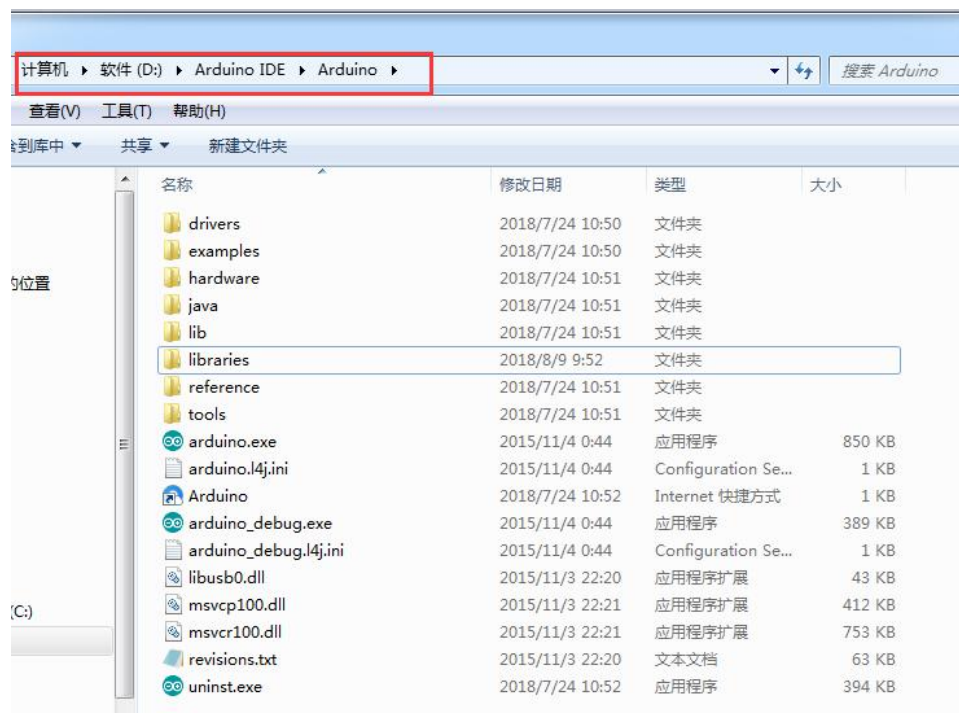 计算机 ▸ 软件 (D:) ▸ Arduino IDE ▸ Arduino ▸ 搜索 Arduino
查看(V) 工具(T) 帮助(H)
含到库中 共享 新建文件夹
名称 修改日期 类型 大小
drivers 2018/7/24 10:50 文件夹
examples 2018/7/24 10:50 文件夹
的位置
hardware 2018/7/24 10:51 文件夹
java 2018/7/24 10:51 文件夹
lib 2018/7/24 10:51 文件夹
libraries 2018/8/9 9:52 文件夹
reference 2018/7/24 10:51 文件夹
tools 2018/7/24 10:51 文件夹
arduino.exe 2015/11/4 0:44 应用程序 850 KB
arduino.l4j.ini 2015/11/4 0:44 Configuration Se... 1 KB
Arduino 2018/7/24 10:52 Internet 快捷方式 1 KB
arduino_debug.exe 2015/11/4 0:44 应用程序 389 KB
arduino_debug.l4j.ini 2015/11/4 0:44 Configuration Se... 1 KB
libusb0.dll 2015/11/3 22:20 应用程序扩展 43 KB
(C:)
msvcp100.dll 2015/11/3 22:21 应用程序扩展 412 KB
msvcr100.dll 2015/11/3 22:21 应用程序扩展 753 KB
revisions.txt 2015/11/3 22:20 文本文档 63 KB
uninst.exe 2018/7/24 10:52 应用程序 394 KB